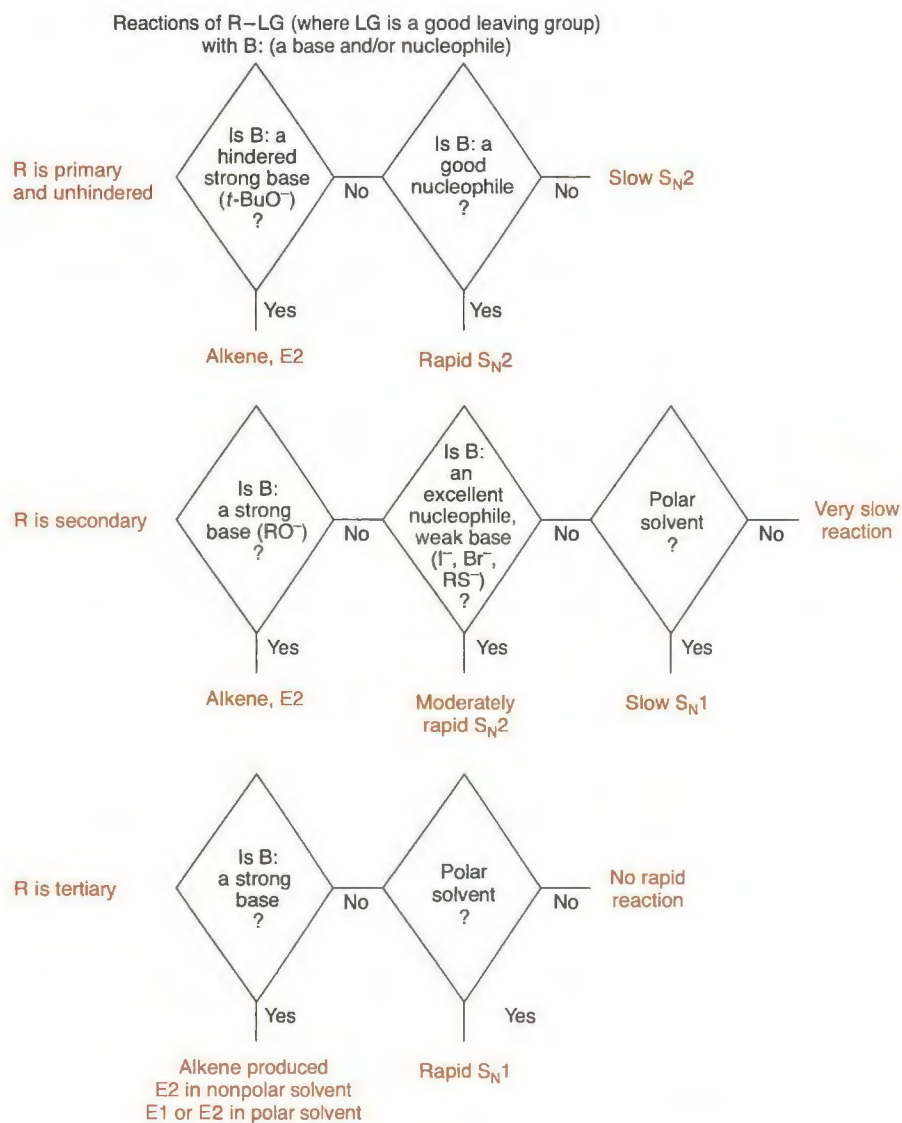 Reactions of R–LG (where LG is a good leaving group)
with B: (a base and/or nucleophile)
R is primary
and unhindered
Is B: a
hindered
strong base
(t-BuO⁻)
?
No
Yes
Alkene, E2
Is B: a
good
nucleophile
?
No
Yes
Rapid SN2
Slow SN2
R is secondary
Is B:
a strong
base (RO⁻)
?
No
Yes
Alkene, E2
Is B:
an
excellent
nucleophile,
weak base
(I⁻, Br⁻,
RS⁻)
?
No
Yes
Moderately
rapid SN2
Polar
solvent
?
No
Yes
Slow SN1
Very slow
reaction
R is tertiary
Is B:
a strong
base
?
No
Yes
Alkene produced
E2 in nonpolar solvent
E1 or E2 in polar solvent
Polar
solvent
?
No
Yes
Rapid SN1
No rapid
reaction